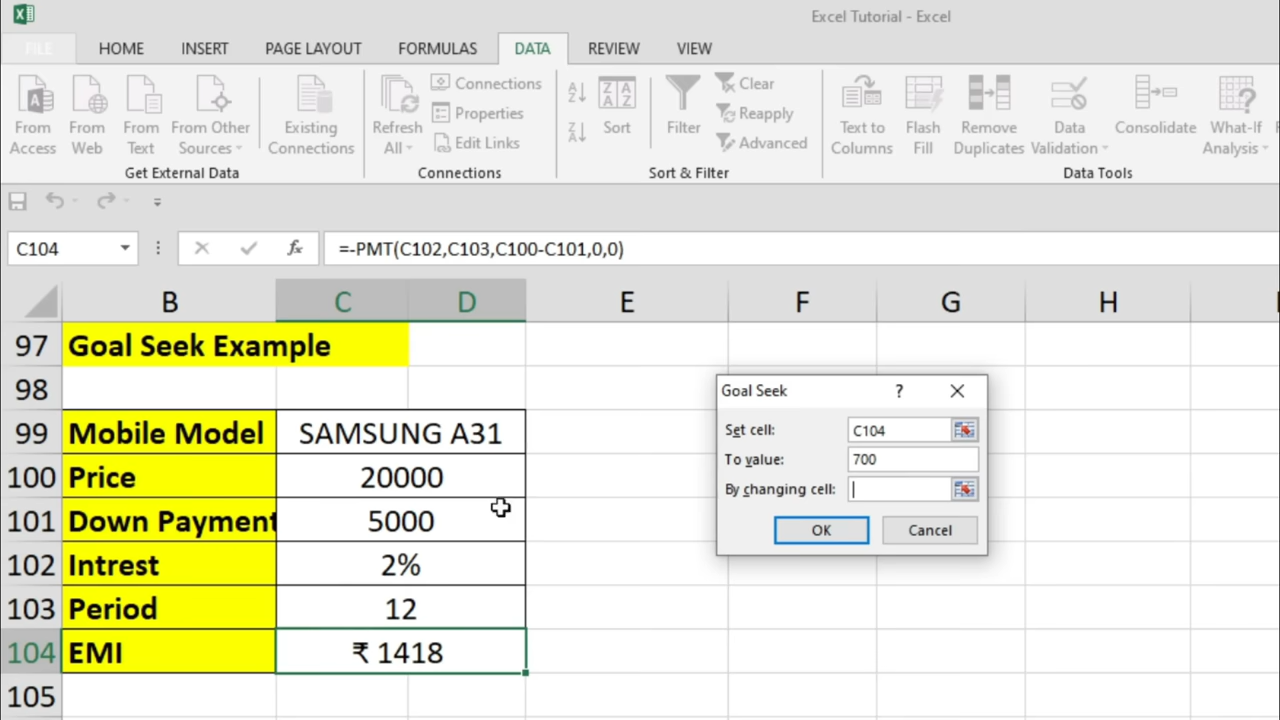 Excel Tutorial - Excel
FILE HOME INSERT PAGE LAYOUT FORMULAS DATA REVIEW VIEW
From Access
From Web
From Text
From Other Sources
Existing Connections
Refresh All
Connections
Properties
Edit Links
A Z
Z A
Z A A Z
Sort
Filter
Clear
Reapply
Advanced
Text to Columns
Flash Fill
Remove Duplicates
Data Validation
Consolidate
What-If Analysis
Get External Data Connections Sort & Filter Data Tools
C104 fx =-PMT(C102,C103,C100-C101,0,0)
B C D E F G H
97 Goal Seek Example
98
99 Mobile Model SAMSUNG A31
100 Price 20000
101 Down Payment 5000
102 Intrest 2%
103 Period 12
104 EMI ₹ 1418
105
Goal Seek ?
Set cell: C104
To value: 700
By changing cell:
OK Cancel